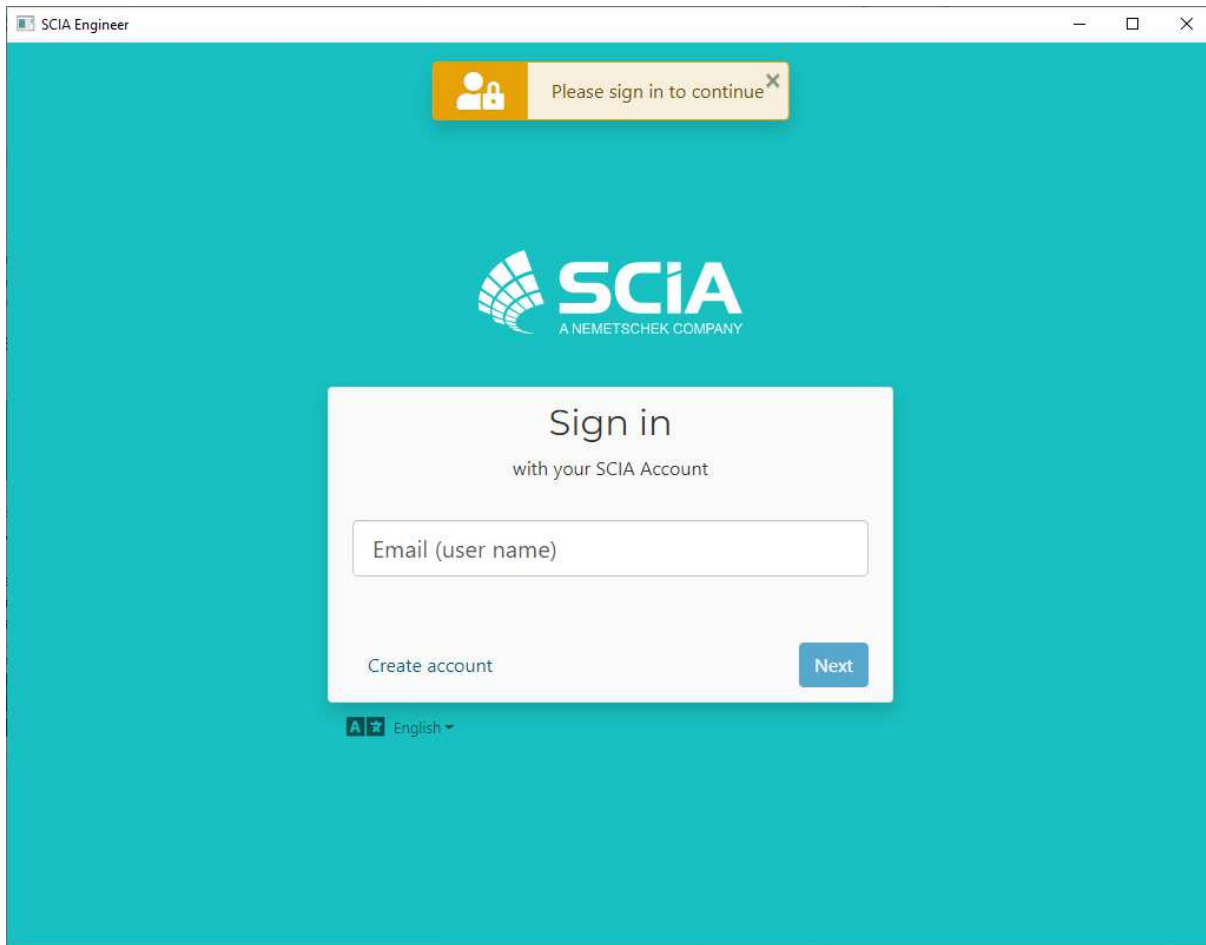 SCIA Engineer
Please sign in to continue
SCiA
A NEMETSCHEK COMPANY
Sign in
with your SCIA Account
Email (user name)
Create account
Next
English